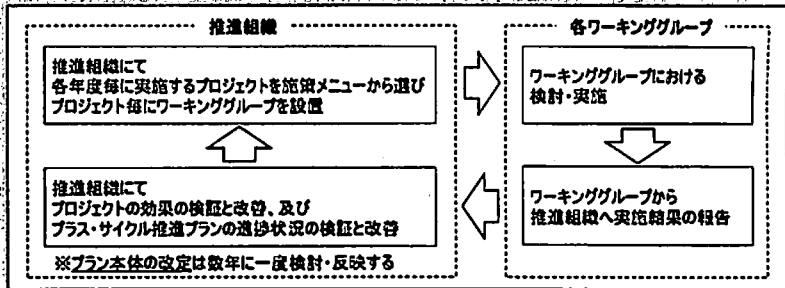 推進組織
推進組織にて
各年度毎に実施するプロジェクトを施策メニューから選び
プロジェクト毎にワーキンググループを設置
推進組織にて
プロジェクトの効果の検証と改善、及び
プラス・サイクル推進プランの進捗状況の検証と改善
※プラン本体の改定は数年に一度検討・反映する
各ワーキンググループ
ワーキンググループにおける
検討・実施
ワーキンググループから
推進組織へ実施結果の報告